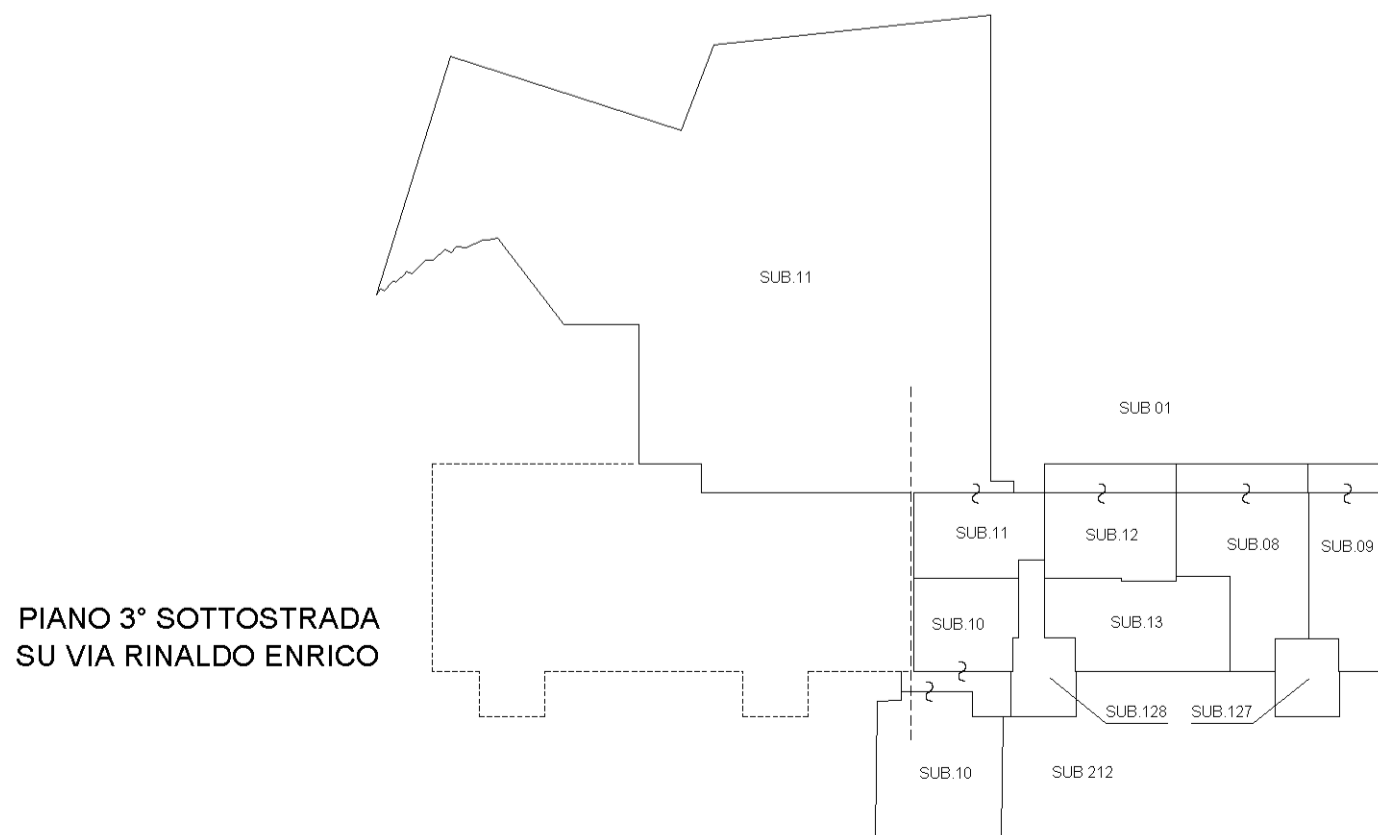 SUB.11
SUB 01
SUB.11
SUB.12
SUB.08
SUB.09
PIANO 3° SOTTOSTRADA
SU VIA RINALDO ENRICO
SUB.10
SUB.13
SUB.128
SUB.127
SUB.10
SUB 212